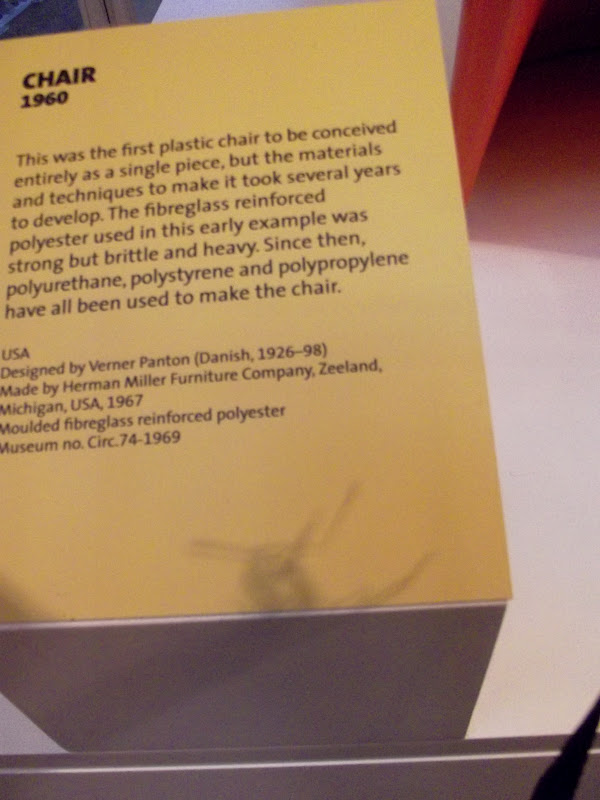 CHAIR
1960
This was the first plastic chair to be conceived
entirely as a single piece, but the materials
and techniques to make it took several years
to develop. The fibreglass reinforced
polyester used in this early example was
strong but brittle and heavy. Since then,
polyurethane, polystyrene and polypropylene
have all been used to make the chair.
USA
Designed by Verner Panton (Danish, 1926–98)
Made by Herman Miller Furniture Company, Zeeland,
Michigan, USA, 1967
Moulded fibreglass reinforced polyester
Museum no. Circ.74-1969